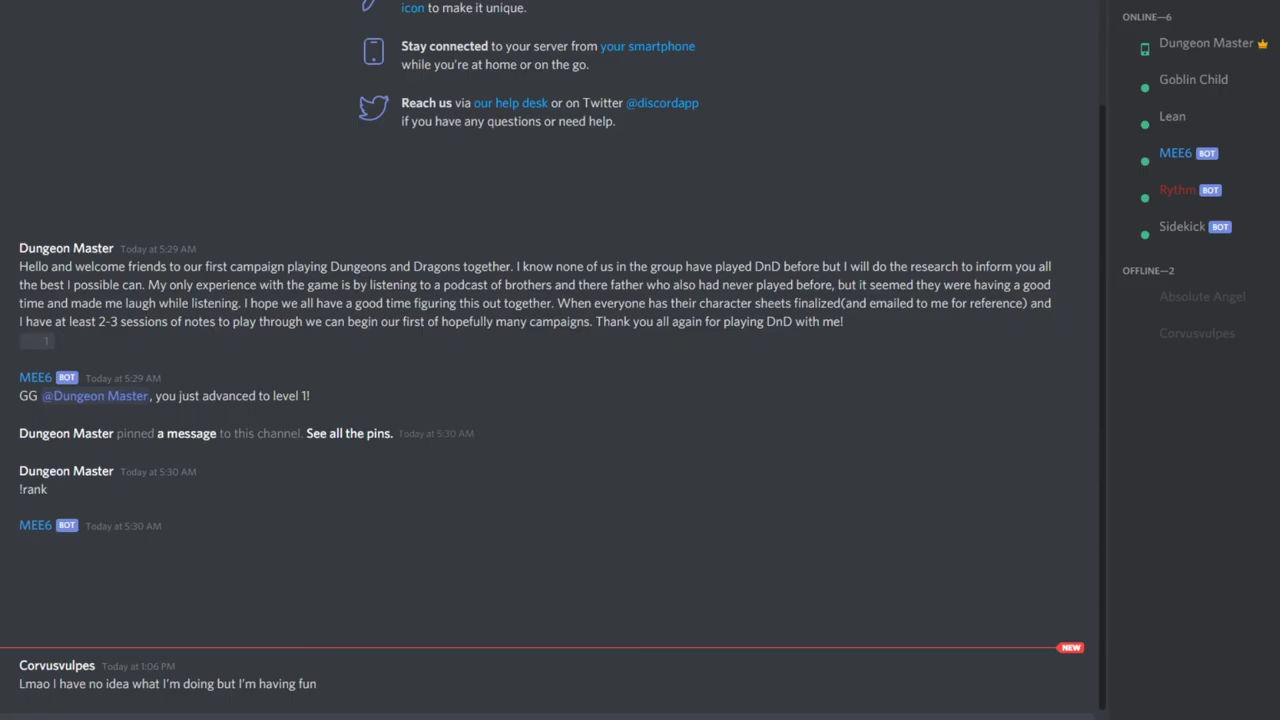 icon to make it unique.
Stay connected to your server from your smartphone
while you're at home or on the go.
Reach us via our help desk or on Twitter @discordapp
if you have any questions or need help.
Dungeon Master Today at 5:29 AM
Hello and welcome friends to our first campaign playing Dungeons and Dragons together. I know none of us in the group have played DnD before but I will do the research to inform you all
the best I possible can. My only experience with the game is by listening to a podcast of brothers and there father who also had never played before, but it seemed they were having a good
time and made me laugh while listening. I hope we all have a good time figuring this out together. When everyone has their character sheets finalized(and emailed to me for reference) and
I have at least 2-3 sessions of notes to play through we can begin our first of hopefully many campaigns. Thank you all again for playing DnD with me!
1
MEE6 BOT Today at 5:29 AM
GG @Dungeon Master, you just advanced to level 1!
Dungeon Master pinned a message to this channel. See all the pins. Today at 5:30 AM
Dungeon Master Today at 5:30 AM
!rank
MEE6 BOT Today at 5:30 AM
NEW
Corvusvulpes Today at 1:06 PM
Lmao I have no idea what I'm doing but I'm having fun
ONLINE—6
Dungeon Master
Goblin Child
Lean
MEE6 BOT
Rythm BOT
Sidekick BOT
OFFLINE—2
Absolute Angel
Corvusvulpes